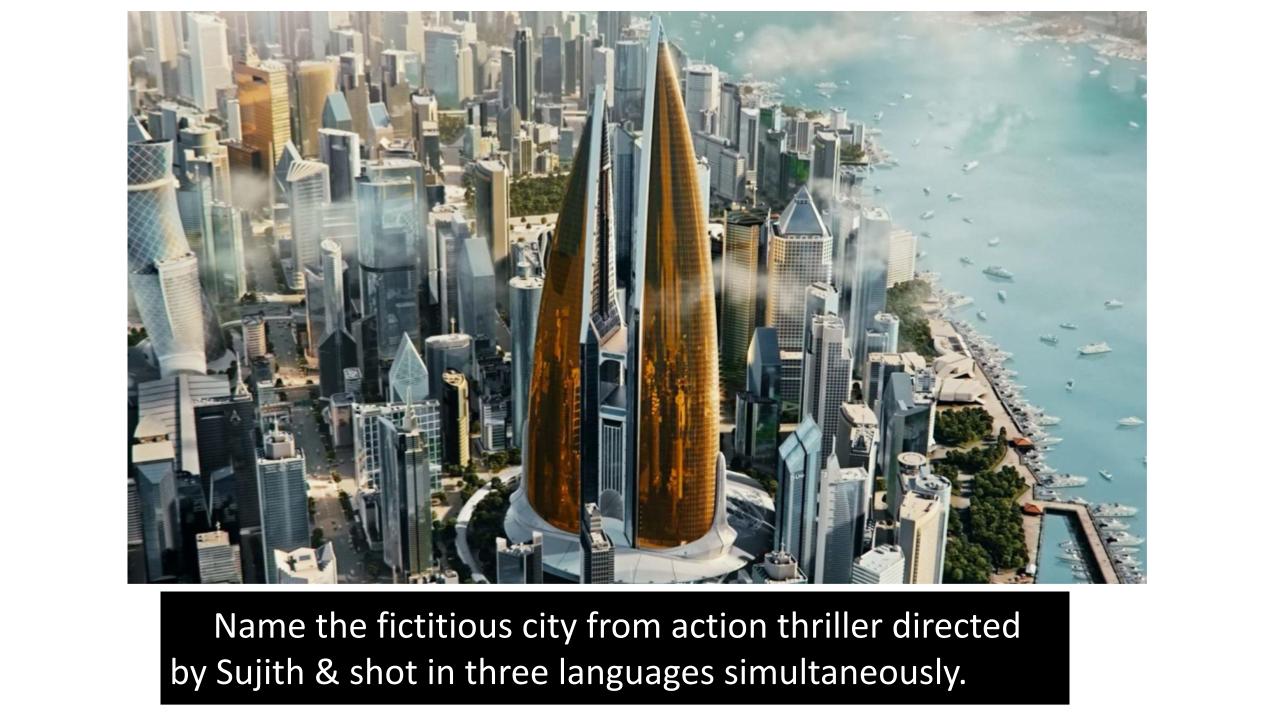 Name the fictitious city from action thriller directed
by Sujith & shot in three languages simultaneously.